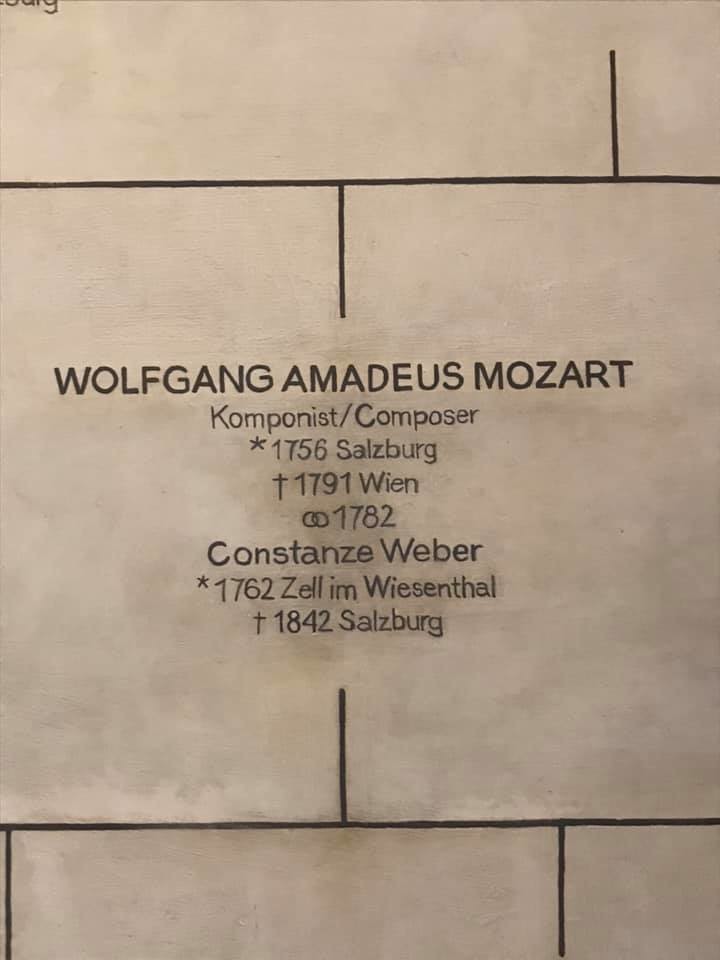 WOLFGANG AMADEUS MOZART
Komponist/Composer
*1756 Salzburg
†1791 Wien
⚭1782
Constanze Weber
*1762 Zell im Wiesenthal
†1842 Salzburg